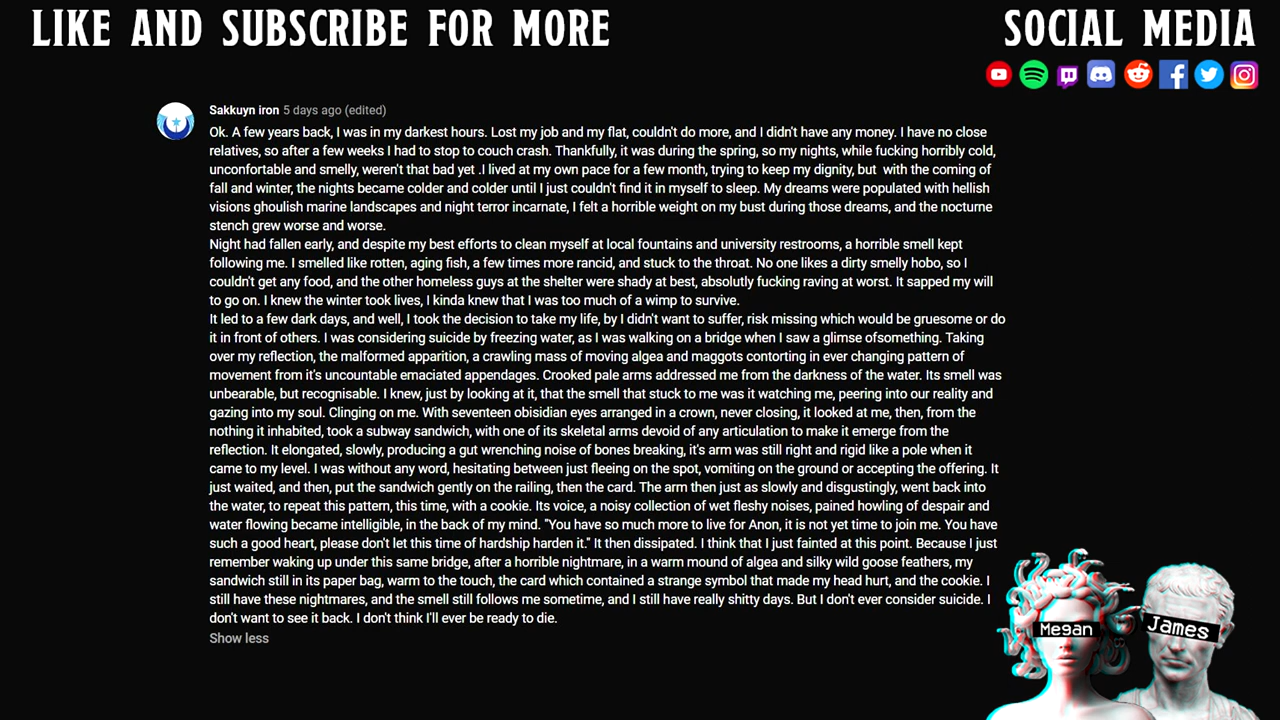 LIKE AND SUBSCRIBE FOR MORE
SOCIAL MEDIA
Sakkuyn iron 5 days ago (edited)
Ok. A few years back, I was in my darkest hours. Lost my job and my flat, couldn't do more, and I didn't have any money. I have no close
relatives, so after a few weeks I had to stop to couch crash. Thankfully, it was during the spring, so my nights, while fucking horribly cold,
unconfortable and smelly, weren't that bad yet .I lived at my own pace for a few month, trying to keep my dignity, but  with the coming of
fall and winter, the nights became colder and colder until I just couldn't find it in myself to sleep. My dreams were populated with hellish
visions ghoulish marine landscapes and night terror incarnate, I felt a horrible weight on my bust during those dreams, and the nocturne
stench grew worse and worse.
Night had fallen early, and despite my best efforts to clean myself at local fountains and university restrooms, a horrible smell kept
following me. I smelled like rotten, aging fish, a few times more rancid, and stuck to the throat. No one likes a dirty smelly hobo, so I
couldn't get any food, and the other homeless guys at the shelter were shady at best, absolutly fucking raving at worst. It sapped my will
to go on. I knew the winter took lives, I kinda knew that I was too much of a wimp to survive.
It led to a few dark days, and well, I took the decision to take my life, by I didn't want to suffer, risk missing which would be gruesome or do
it in front of others. I was considering suicide by freezing water, as I was walking on a bridge when I saw a glimse ofsomething. Taking
over my reflection, the malformed apparition, a crawling mass of moving algea and maggots contorting in ever changing pattern of
movement from it's uncountable emaciated appendages. Crooked pale arms addressed me from the darkness of the water. Its smell was
unbearable, but recognisable. I knew, just by looking at it, that the smell that stuck to me was it watching me, peering into our reality and
gazing into my soul. Clinging on me. With seventeen obisidian eyes arranged in a crown, never closing, it looked at me, then, from the
nothing it inhabited, took a subway sandwich, with one of its skeletal arms devoid of any articulation to make it emerge from the
reflection. It elongated, slowly, producing a gut wrenching noise of bones breaking, it's arm was still right and rigid like a pole when it
came to my level. I was without any word, hesitating between just fleeing on the spot, vomiting on the ground or accepting the offering. It
just waited, and then, put the sandwich gently on the railing, then the card. The arm then just as slowly and disgustingly, went back into
the water, to repeat this pattern, this time, with a cookie. Its voice, a noisy collection of wet fleshy noises, pained howling of despair and
water flowing became intelligible, in the back of my mind. "You have so much more to live for Anon, it is not yet time to join me. You have
such a good heart, please don't let this time of hardship harden it." It then dissipated. I think that I just fainted at this point. Because I just
remember waking up under this same bridge, after a horrible nightmare, in a warm mound of algea and silky wild goose feathers, my
sandwich still in its paper bag, warm to the touch, the card which contained a strange symbol that made my head hurt, and the cookie. I
still have these nightmares, and the smell still follows me sometime, and I still have really shitty days. But I don't ever consider suicide. I
don't want to see it back. I don't think I'll ever be ready to die.
Show less
Megan
James